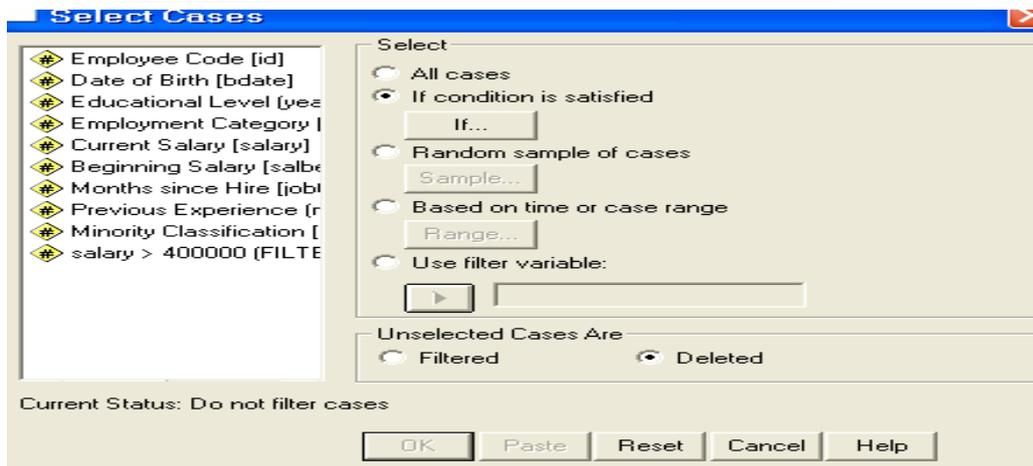 Select Cases
Employee Code [id]
Date of Birth [bdate]
Educational Level (yea
Employment Category [
Current Salary [salary]
Beginning Salary [salbe
Months since Hire [job
Previous Experience (r
Minority Classification [
salary > 400000 (FILTE
Select
All cases
If condition is satisfied
If...
Random sample of cases
Sample...
Based on time or case range
Range...
Use filter variable:
Unselected Cases Are
Filtered
Deleted
Current Status: Do not filter cases
OK
Paste
Reset
Cancel
Help